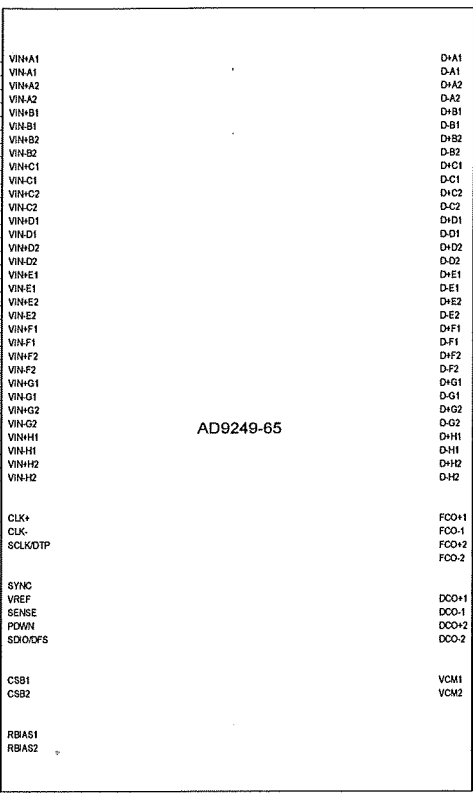 VIN+A1 D+A1
VIN-A1 D-A1
VIN+A2 D+A2
VIN-A2 D-A2
VIN+B1 D+B1
VIN-B1 D-B1
VIN+B2 D+B2
VIN-B2 D-B2
VIN+C1 D+C1
VIN-C1 D-C1
VIN+C2 D+C2
VIN-C2 D-C2
VIN+D1 D+D1
VIN-D1 D-D1
VIN+D2 D+D2
VIN-D2 D-D2
VIN+E1 D+E1
VIN-E1 D-E1
VIN+E2 D+E2
VIN-E2 D-E2
VIN+F1 D+F1
VIN-F1 D-F1
VIN+F2 D+F2
VIN-F2 D-F2
VIN+G1 D+G1
VIN-G1 D-G1
VIN+G2 D+G2
VIN-G2 D-G2
AD9249-65
VIN+H1 D+H1
VIN-H1 D-H1
VIN+H2 D+H2
VIN-H2 D-H2
CLK+ FCO+1
CLK- FCO-1
SCLK/DTP FCO+2
FCO-2
SYNC
VREF DCO+1
SENSE DCO-1
PDWN DCO+2
SDIO/DFS DCO-2
CSB1 VCM1
CSB2 VCM2
RBIAS1
RBIAS2